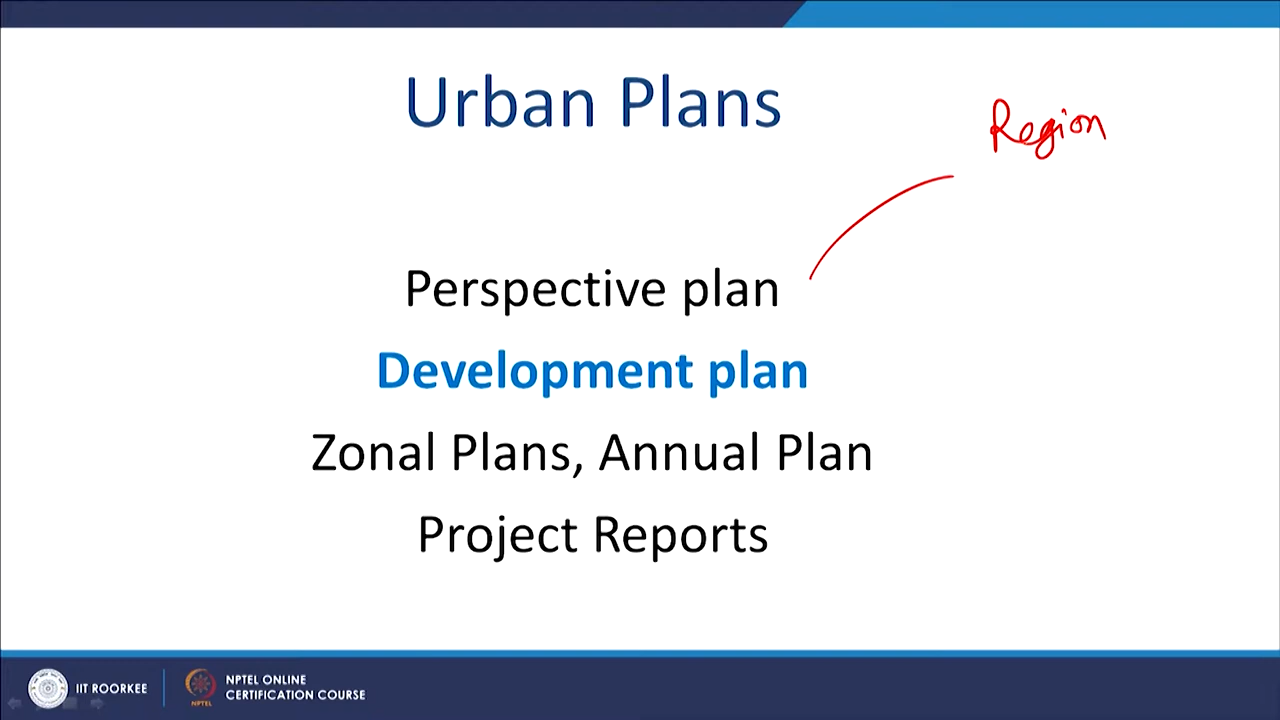 Urban Plans
Region
Perspective plan
Development plan
Zonal Plans, Annual Plan
Project Reports
IIT ROORKEE
NPTEL ONLINE
CERTIFICATION COURSE
NPTEL